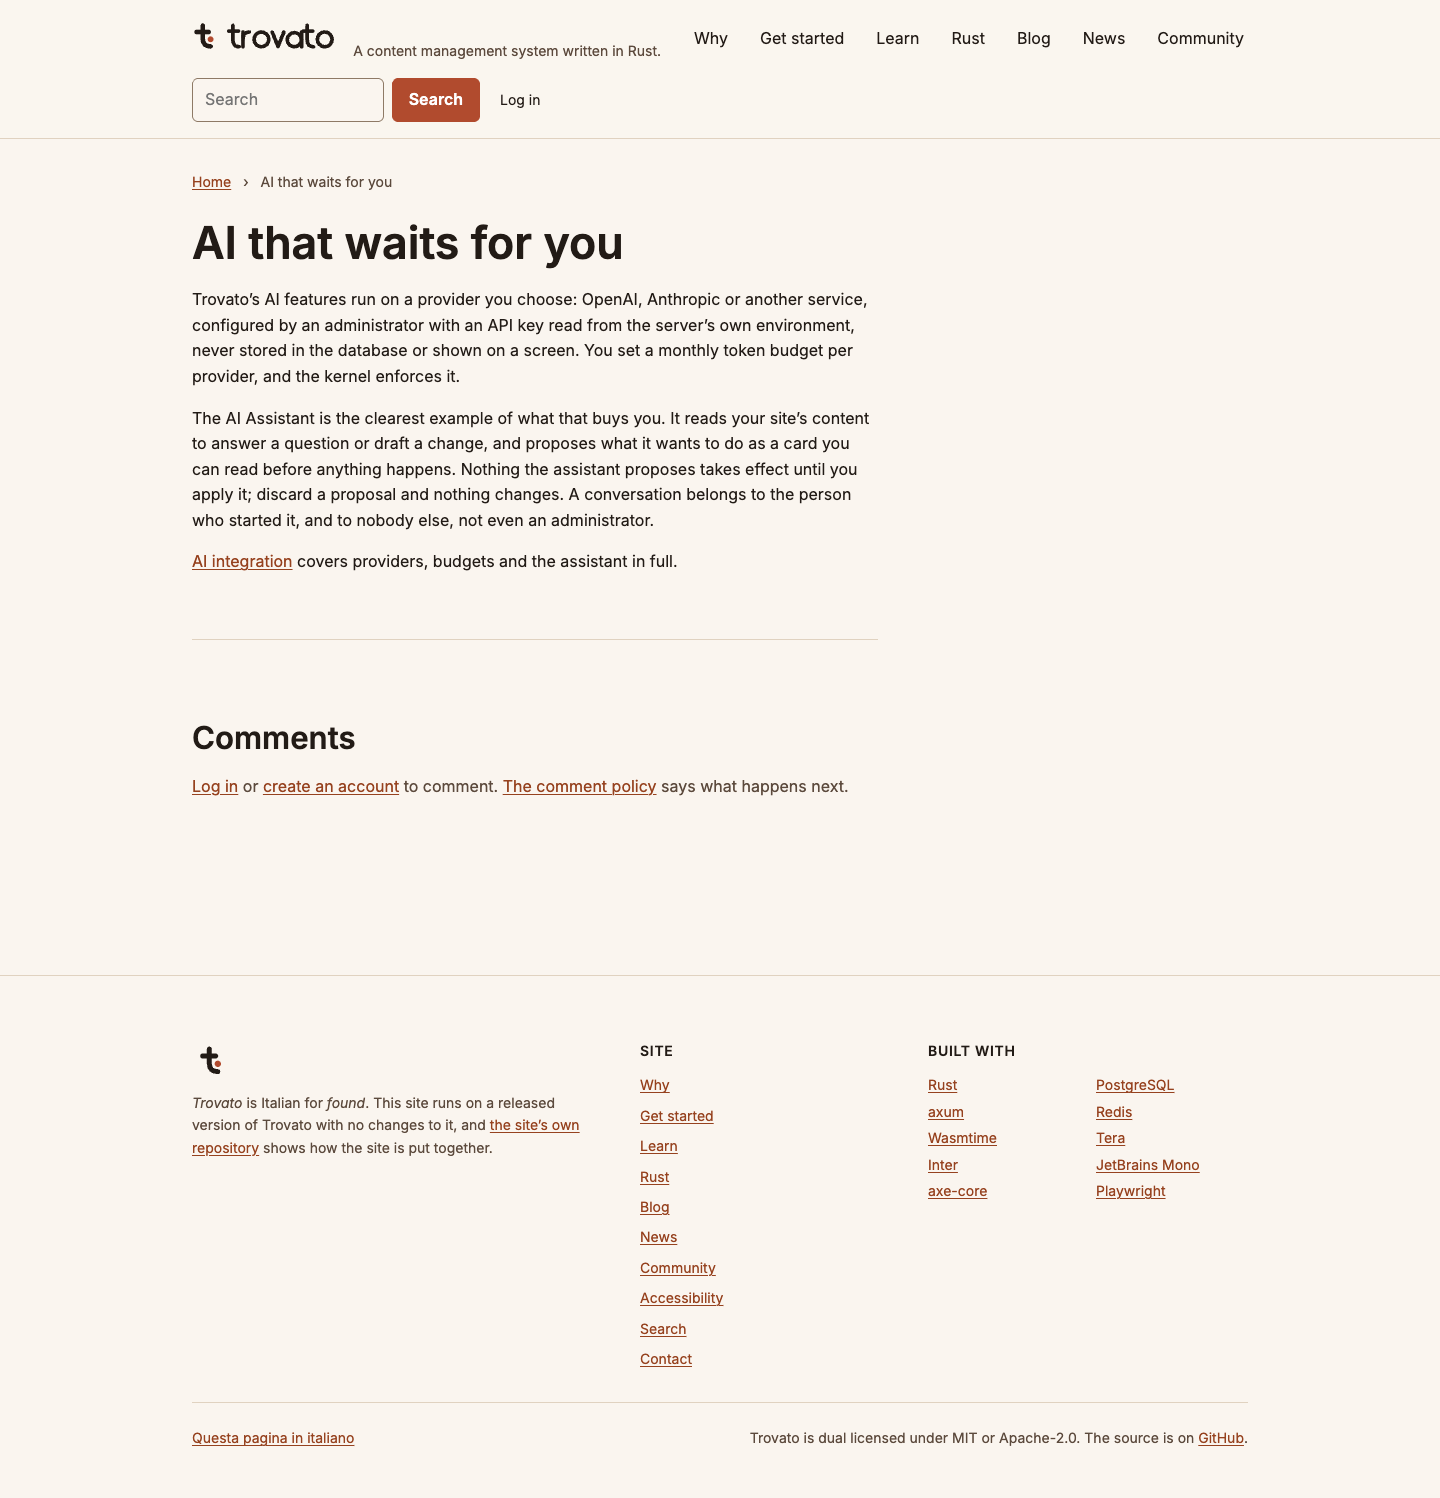 trovato
A content management system written in Rust.
Why
Get started
Learn
Rust
Blog
News
Community
Search
Search
Log in
Home › AI that waits for you
AI that waits for you
Trovato’s AI features run on a provider you choose: OpenAI, Anthropic or another service,
configured by an administrator with an API key read from the server’s own environment,
never stored in the database or shown on a screen. You set a monthly token budget per
provider, and the kernel enforces it.
The AI Assistant is the clearest example of what that buys you. It reads your site’s content
to answer a question or draft a change, and proposes what it wants to do as a card you
can read before anything happens. Nothing the assistant proposes takes effect until you
apply it; discard a proposal and nothing changes. A conversation belongs to the person
who started it, and to nobody else, not even an administrator.
AI integration covers providers, budgets and the assistant in full.
Comments
Log in or create an account to comment. The comment policy says what happens next.
Trovato is Italian for found. This site runs on a released
version of Trovato with no changes to it, and the site’s own
repository shows how the site is put together.
SITE
Why
Get started
Learn
Rust
Blog
News
Community
Accessibility
Search
Contact
BUILT WITH
Rust
axum
Wasmtime
Inter
axe-core
PostgreSQL
Redis
Tera
JetBrains Mono
Playwright
Questa pagina in italiano
Trovato is dual licensed under MIT or Apache-2.0. The source is on GitHub.